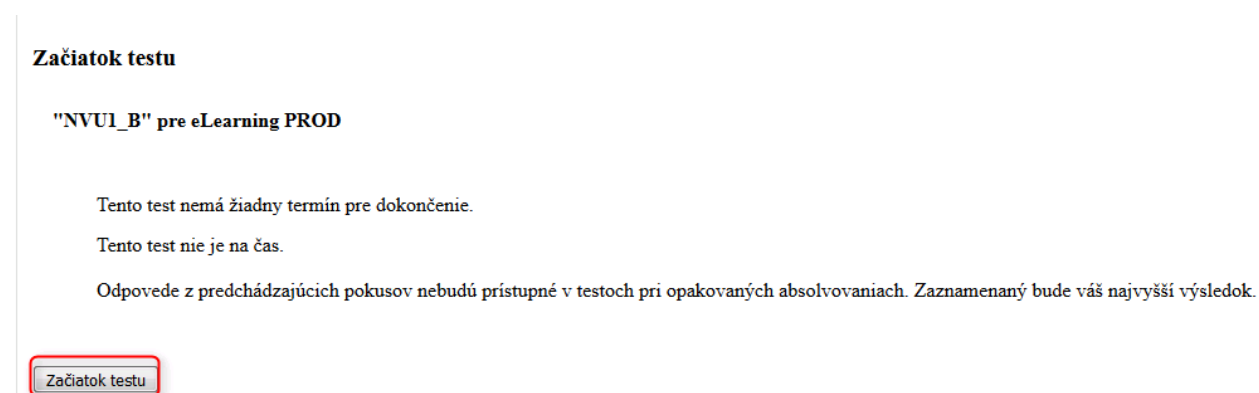 Začiatok testu
"NVU1_B" pre eLearning PROD
Tento test nemá žiadny termín pre dokončenie.
Tento test nie je na čas.
Odpovede z predchádzajúcich pokusov nebudú prístupné v testoch pri opakovaných absolvovaniach. Zaznamenaný bude váš najvyšší výsledok.
Začiatok testu